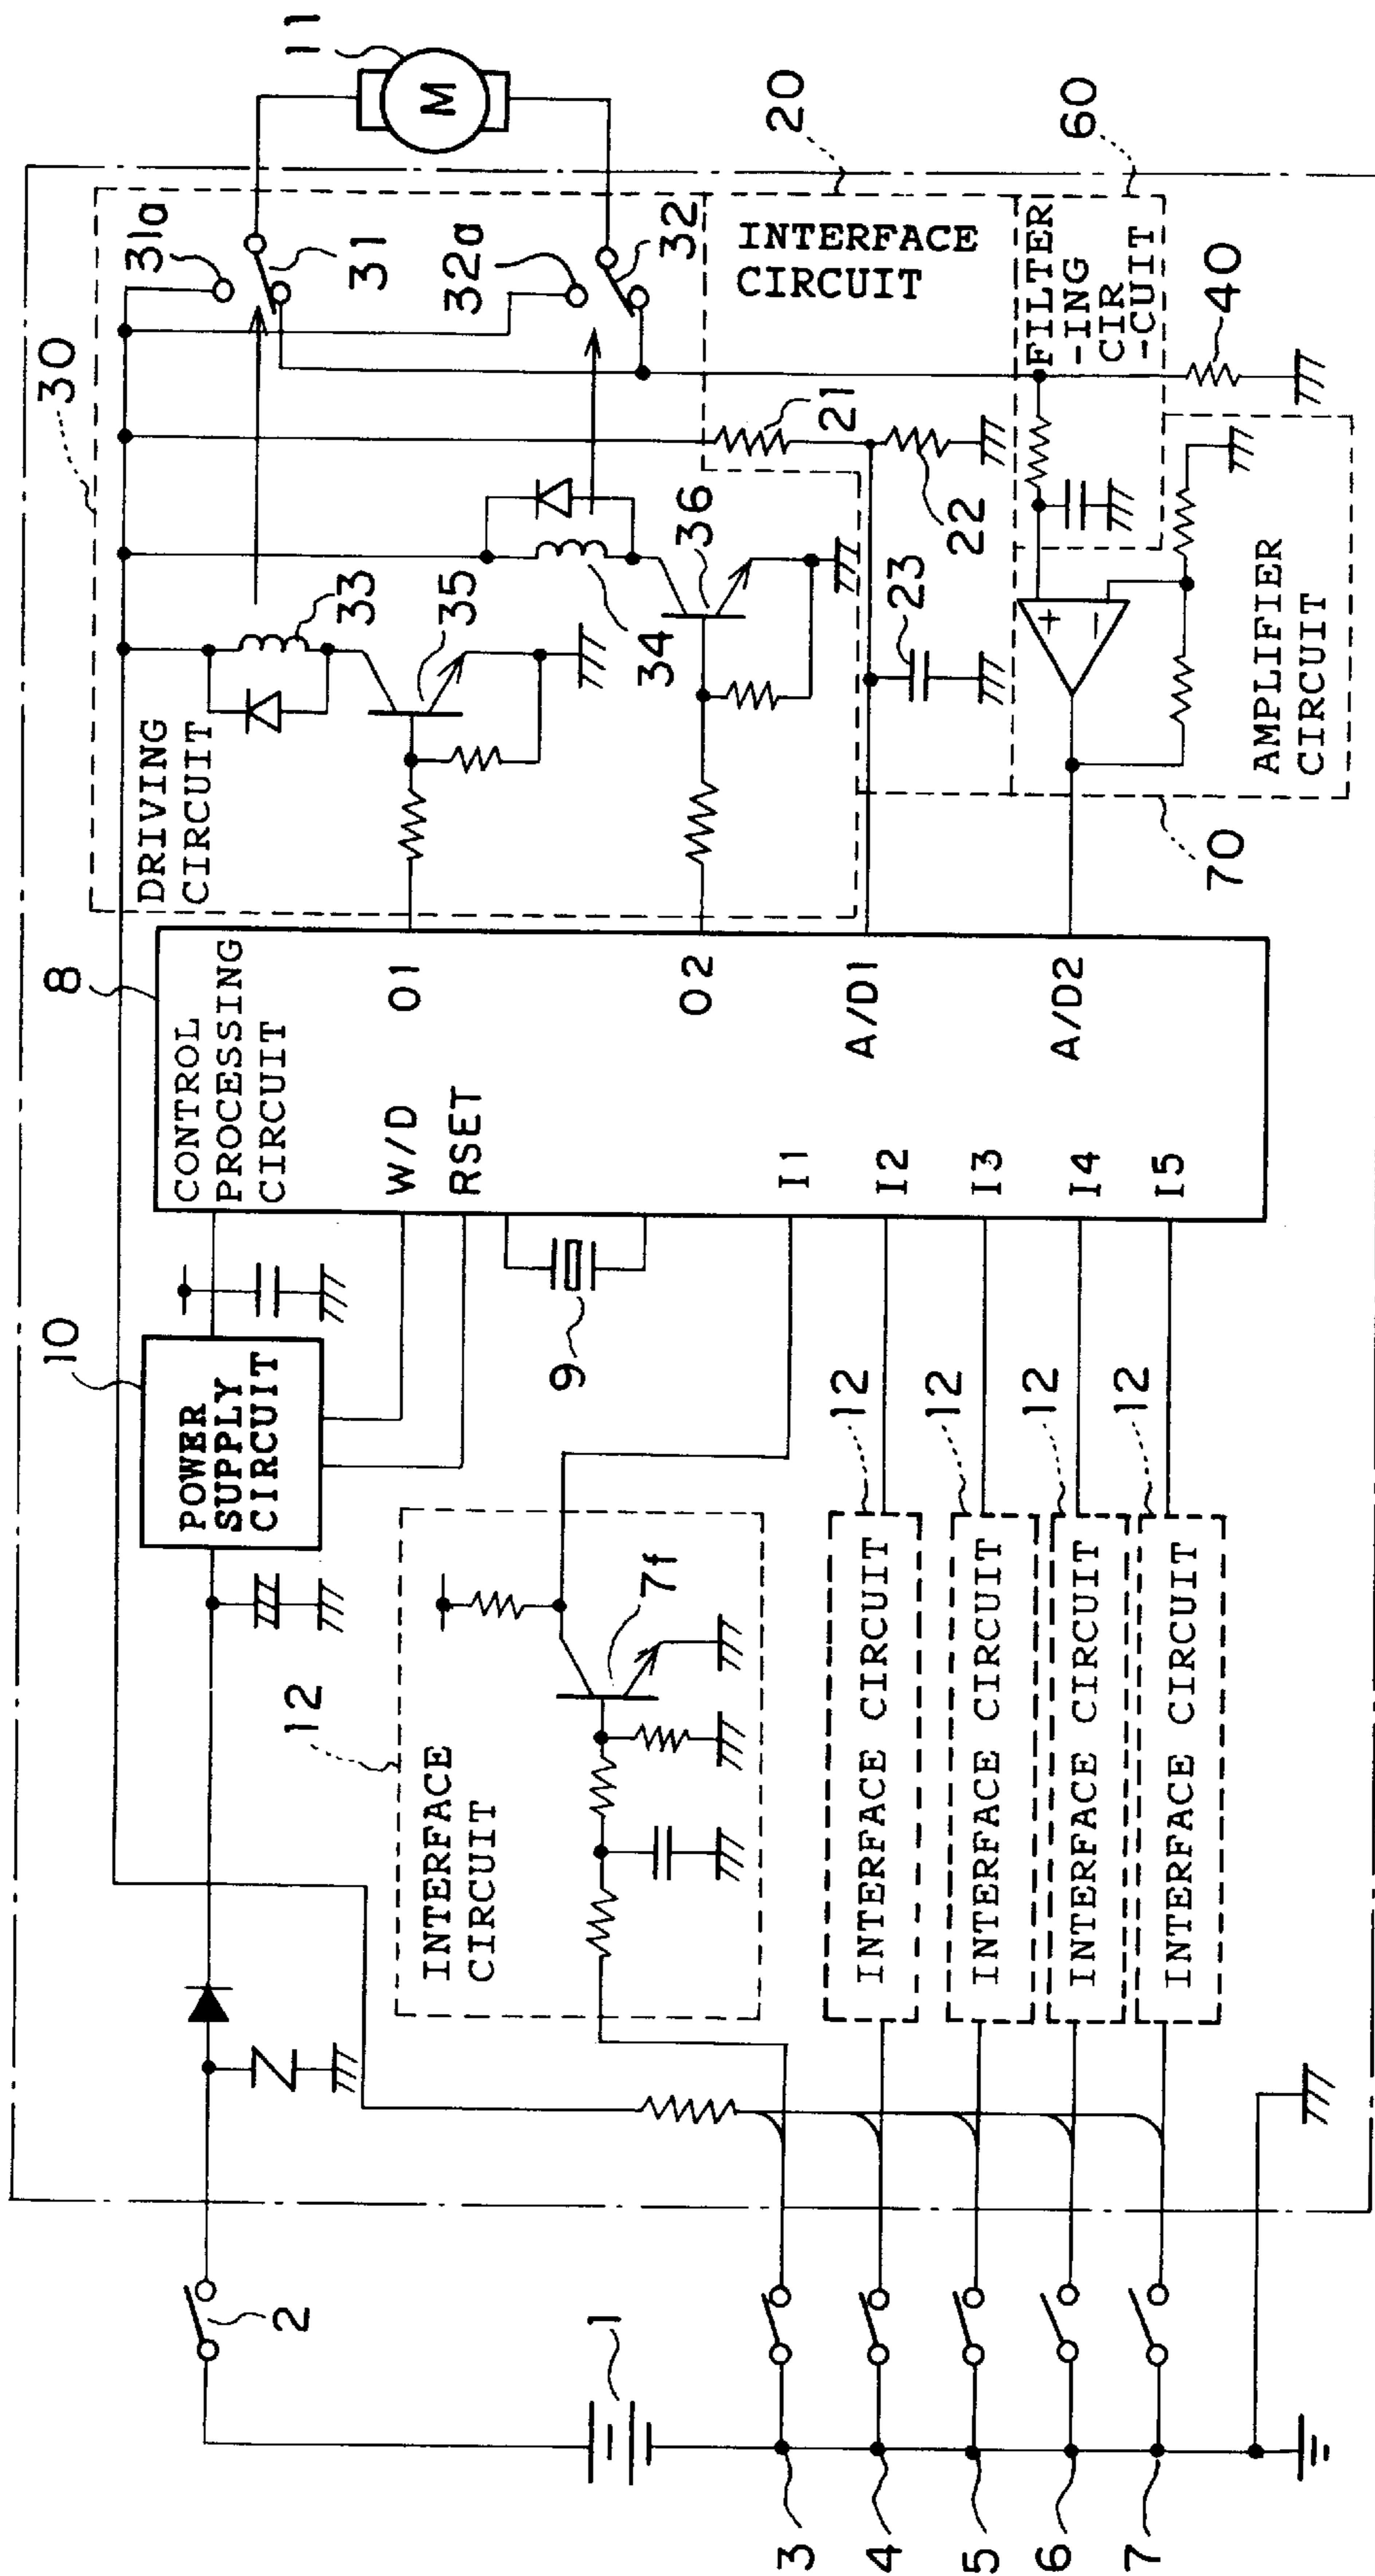 30
DRIVING
CIRCUIT
31a
31
32a
32
33
34
35
36
11
M
20
INTERFACE
CIRCUIT
21
22
23
60
FILTER
-ING
CIR
-CUIT
40
AMPLIFIER
CIRCUIT
+
−
70
8
CONTROL
PROCESSING
CIRCUIT
W/D
RSET
O1
O2
A/D1
A/D2
I1
I2
I3
I4
I5
9
10
POWER
SUPPLY
CIRCUIT
12
INTERFACE
CIRCUIT
7f
12
INTERFACE CIRCUIT
12
INTERFACE CIRCUIT
12
INTERFACE CIRCUIT
12
INTERFACE CIRCUIT
2
1
3
4
5
6
7